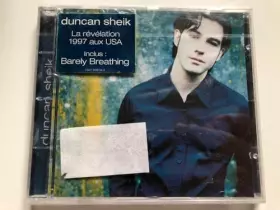 duncan sheik
La révélation
1997 aux USA
inclus :
Barely Breathing
duncan sheik